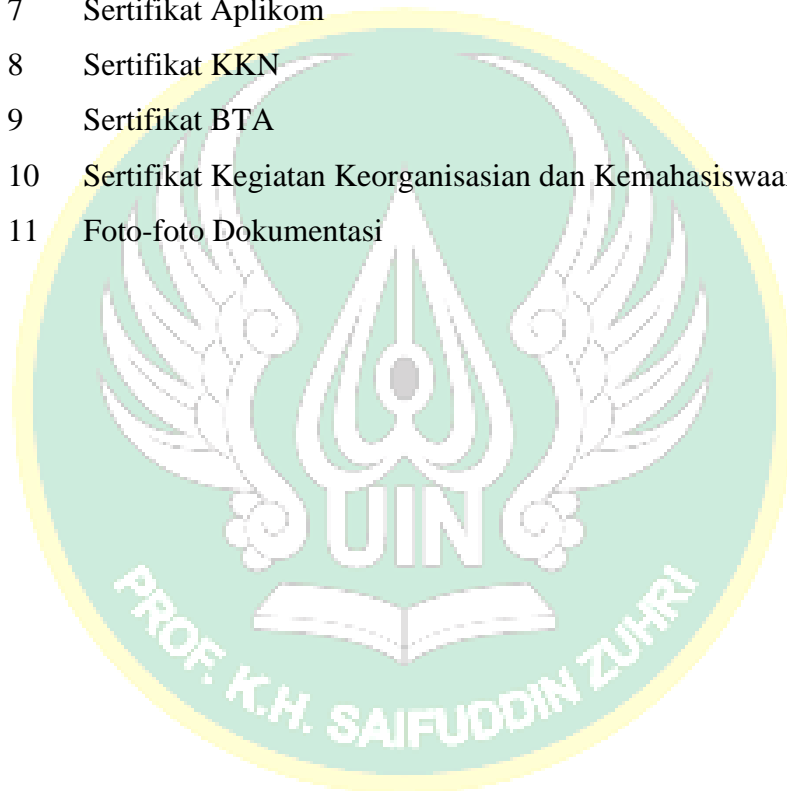 7 Sertifikat Aplikom
8 Sertifikat KKN
9 Sertifikat BTA
10 Sertifikat Kegiatan Keorganisasian dan Kemahasiswaan
11 Foto-foto Dokumentasi
UIN
PROF. K.H. SAIFUDDIN ZUHRI